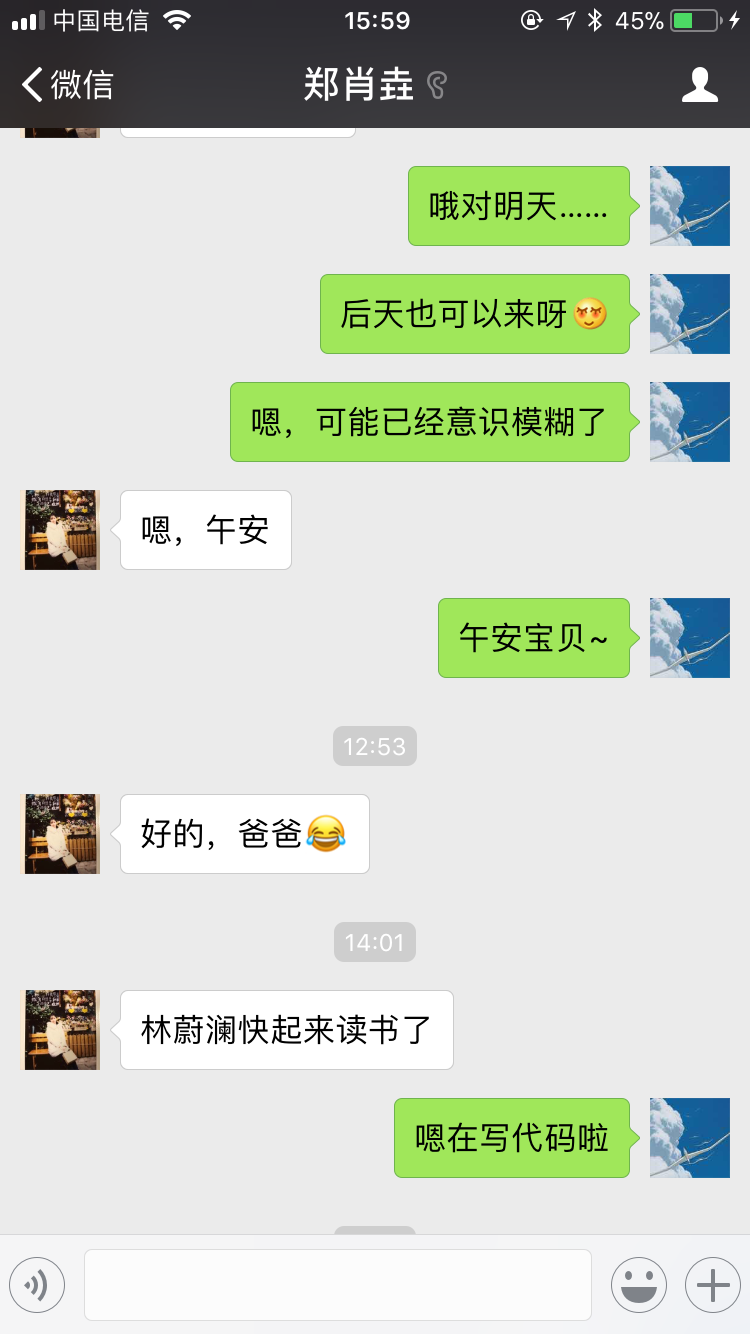 中国电信 15:59 45%
微信 郑肖垚
哦对明天……
后天也可以来呀😍
嗯，可能已经意识模糊了
嗯，午安
午安宝贝~
12:53
好的，爸爸😂
14:01
林蔚澜快起来读书了
嗯在写代码啦